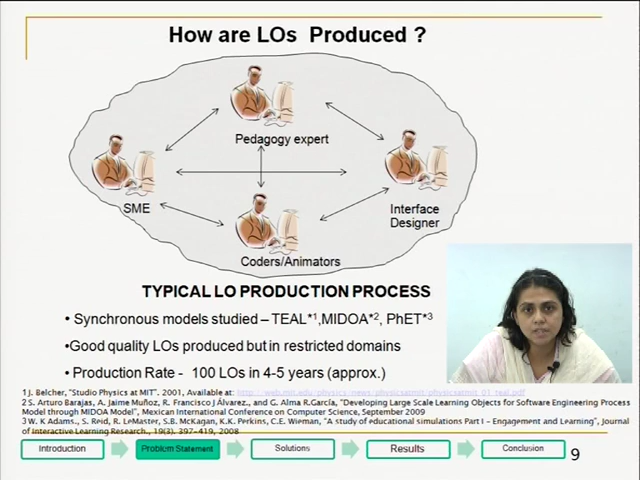 How are LOs Produced ?
Pedagogy expert
SME
Interface
Designer
Coders/Animators
TYPICAL LO PRODUCTION PROCESS
• Synchronous models studied – TEAL*1,MIDOA*2, PhET*3
•Good quality LOs produced but in restricted domains
• Production Rate - 100 LOs in 4-5 years (approx.)
1 J. Belcher, "Studio Physics at MIT". 2001, Available at:
2 S. Arturo Barajas, A. Jaime Muñoz, R. Francisco J Álvarez, and G. Alma R.García, "Developing Large Scale Learning Objects for Software Engineering Process
Model through MIDOA Model", Mexican International Conference on Computer Science, September 2009
3 W. K Adams., S. Reid, R. LeMaster, S.B. McKagan, K.K. Perkins, C.E. Wieman, "A study of educational simulations Part I – Engagement and Learning", Journal
of Interactive Learning Research., 19(3). 397–419, 2008
Introduction
Problem Statement
Solutions
Results
Conclusion
9